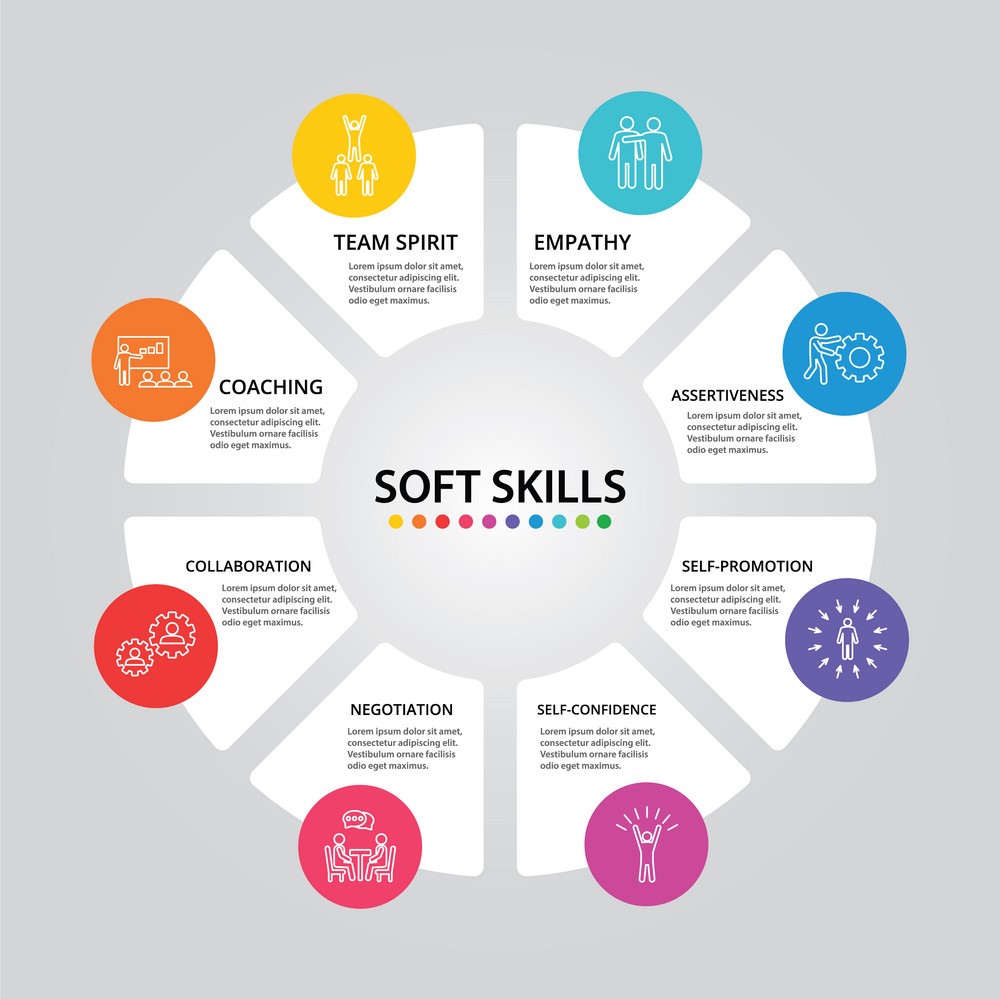 TEAM SPIRIT
Lorem ipsum dolor sit amet,
consectetur adipiscing elit.
Vestibulum ornare facilisis
odio eget maximus.
EMPATHY
Lorem ipsum dolor sit amet,
consectetur adipiscing elit.
Vestibulum ornare facilisis
odio eget maximus.
COACHING
Lorem ipsum dolor sit amet,
consectetur adipiscing elit.
Vestibulum ornare facilisis
odio eget maximus.
ASSERTIVENESS
Lorem ipsum dolor sit amet,
consectetur adipiscing elit.
Vestibulum ornare facilisis
odio eget maximus.
SOFT SKILLS
COLLABORATION
Lorem ipsum dolor sit amet,
consectetur adipiscing elit.
Vestibulum ornare facilisis
odio eget maximus.
SELF-PROMOTION
Lorem ipsum dolor sit amet,
consectetur adipiscing elit.
Vestibulum ornare facilisis
odio eget maximus.
NEGOTIATION
Lorem ipsum dolor sit amet,
consectetur adipiscing elit.
Vestibulum ornare facilisis
odio eget maximus.
SELF-CONFIDENCE
Lorem ipsum dolor sit amet,
consectetur adipiscing elit.
Vestibulum ornare facilisis
odio eget maximus.